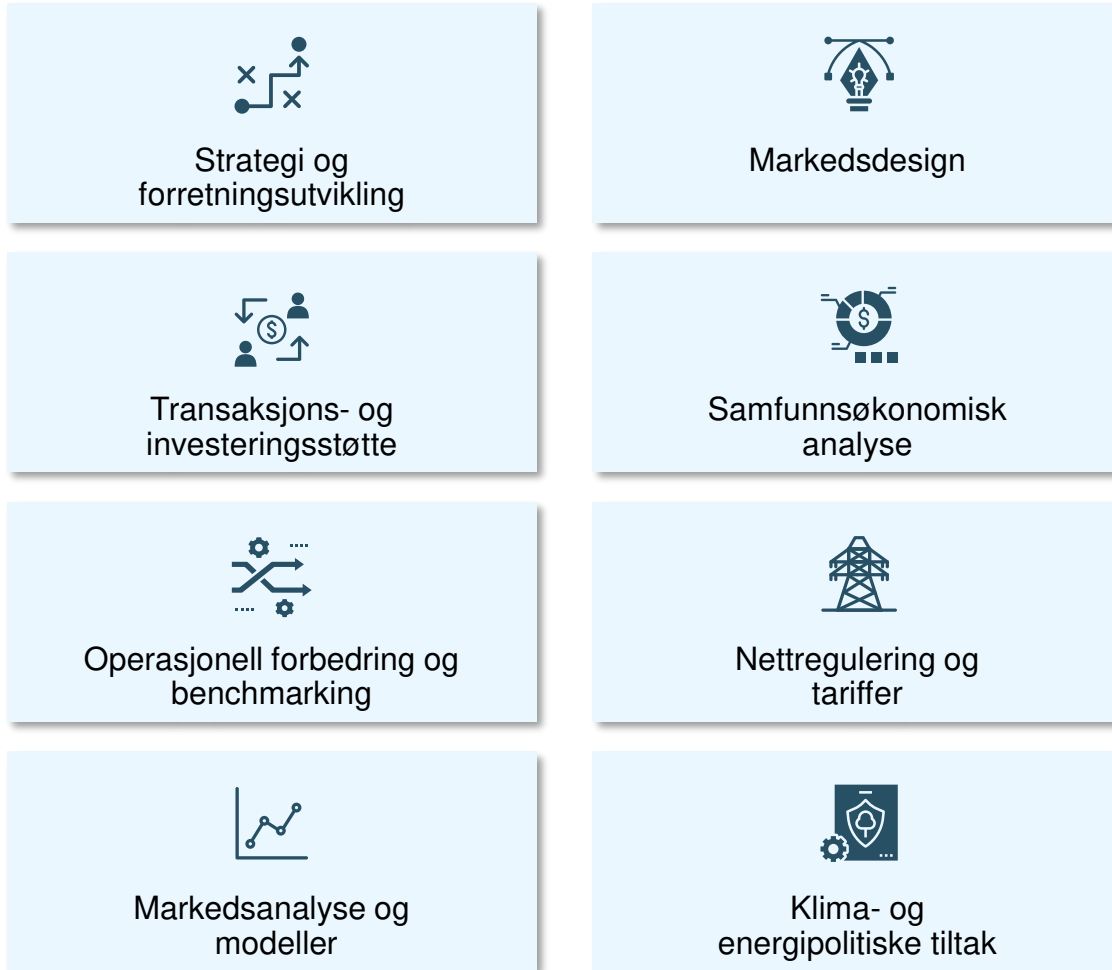 Strategi og
forretningsutvikling
Markedsdesign
Transaksjons- og
investeringsstøtte
Samfunnsøkonomisk
analyse
Operasjonell forbedring og
benchmarking
Nettregulering og
tariffer
Markedsanalyse og
modeller
Klima- og
energipolitiske tiltak